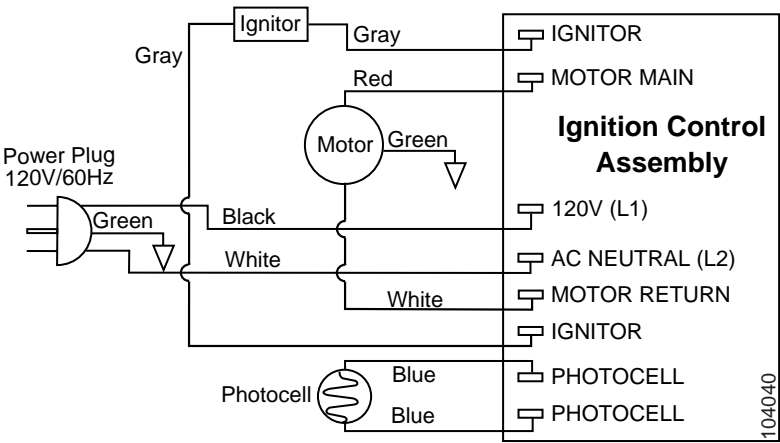 Ignitor
Gray
Gray
IGNITOR
Red
MOTOR MAIN
Motor
Green
Ignition Control
Assembly
Power Plug
120V/60Hz
Green
Black
120V (L1)
White
AC NEUTRAL (L2)
White
MOTOR RETURN
IGNITOR
Photocell
Blue
PHOTOCELL
Blue
PHOTOCELL
104040